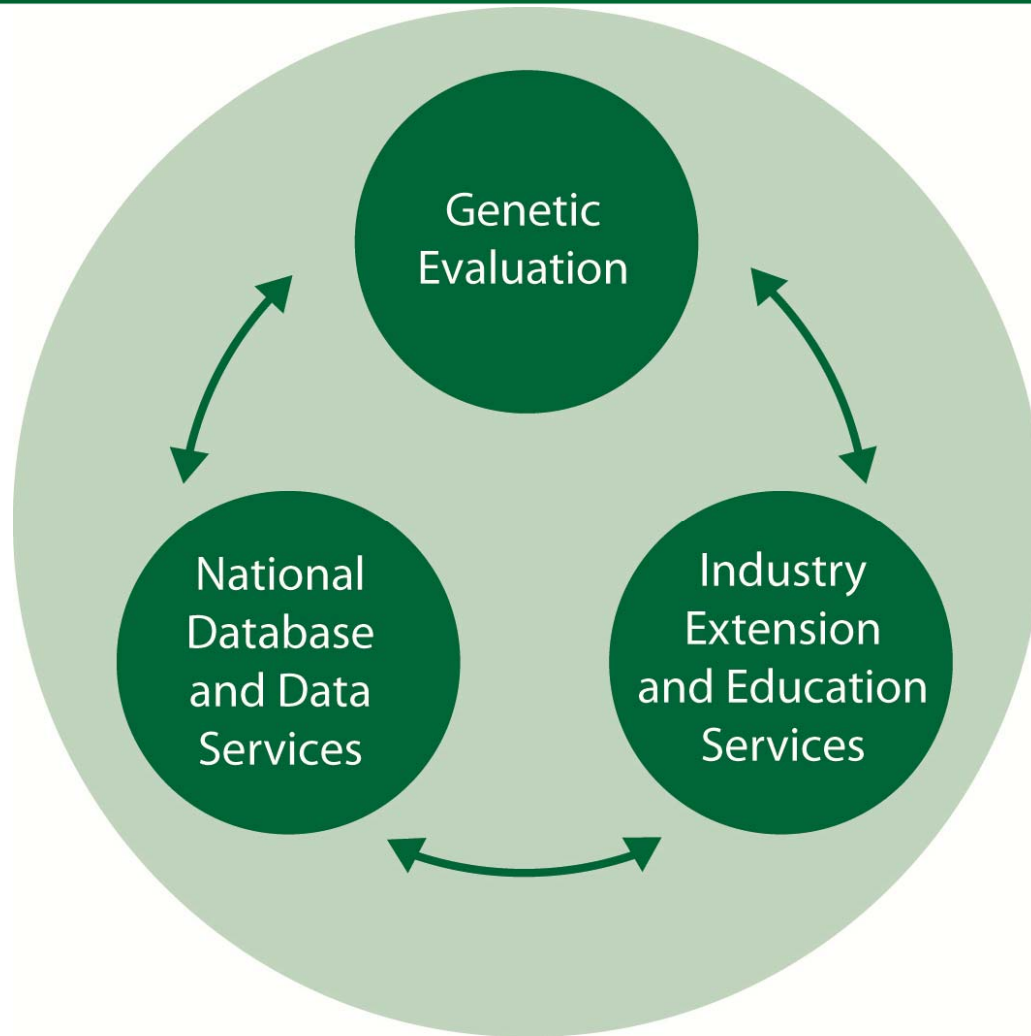 Genetic
Evaluation
National
Database
and Data
Services
Industry
Extension
and Education
Services